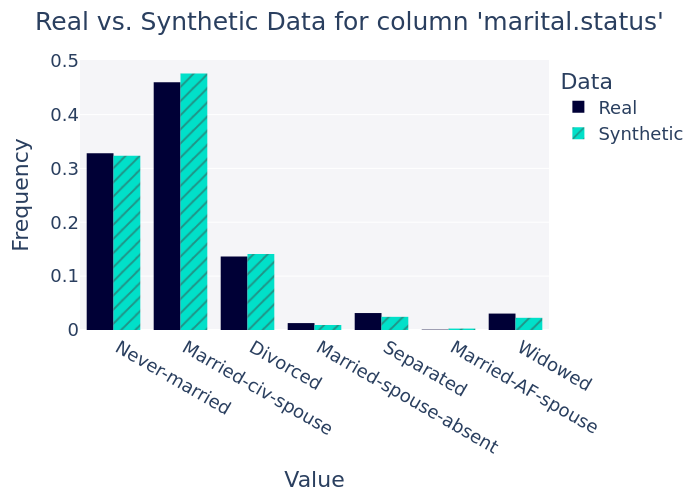 Real vs. Synthetic Data for column 'marital.status'
Data
Real
Synthetic
Frequency
0.5
0.4
0.3
0.2
0.1
0
Never-married
Married-civ-spouse
Divorced
Married-spouse-absent
Separated
Married-AF-spouse
Widowed
Value